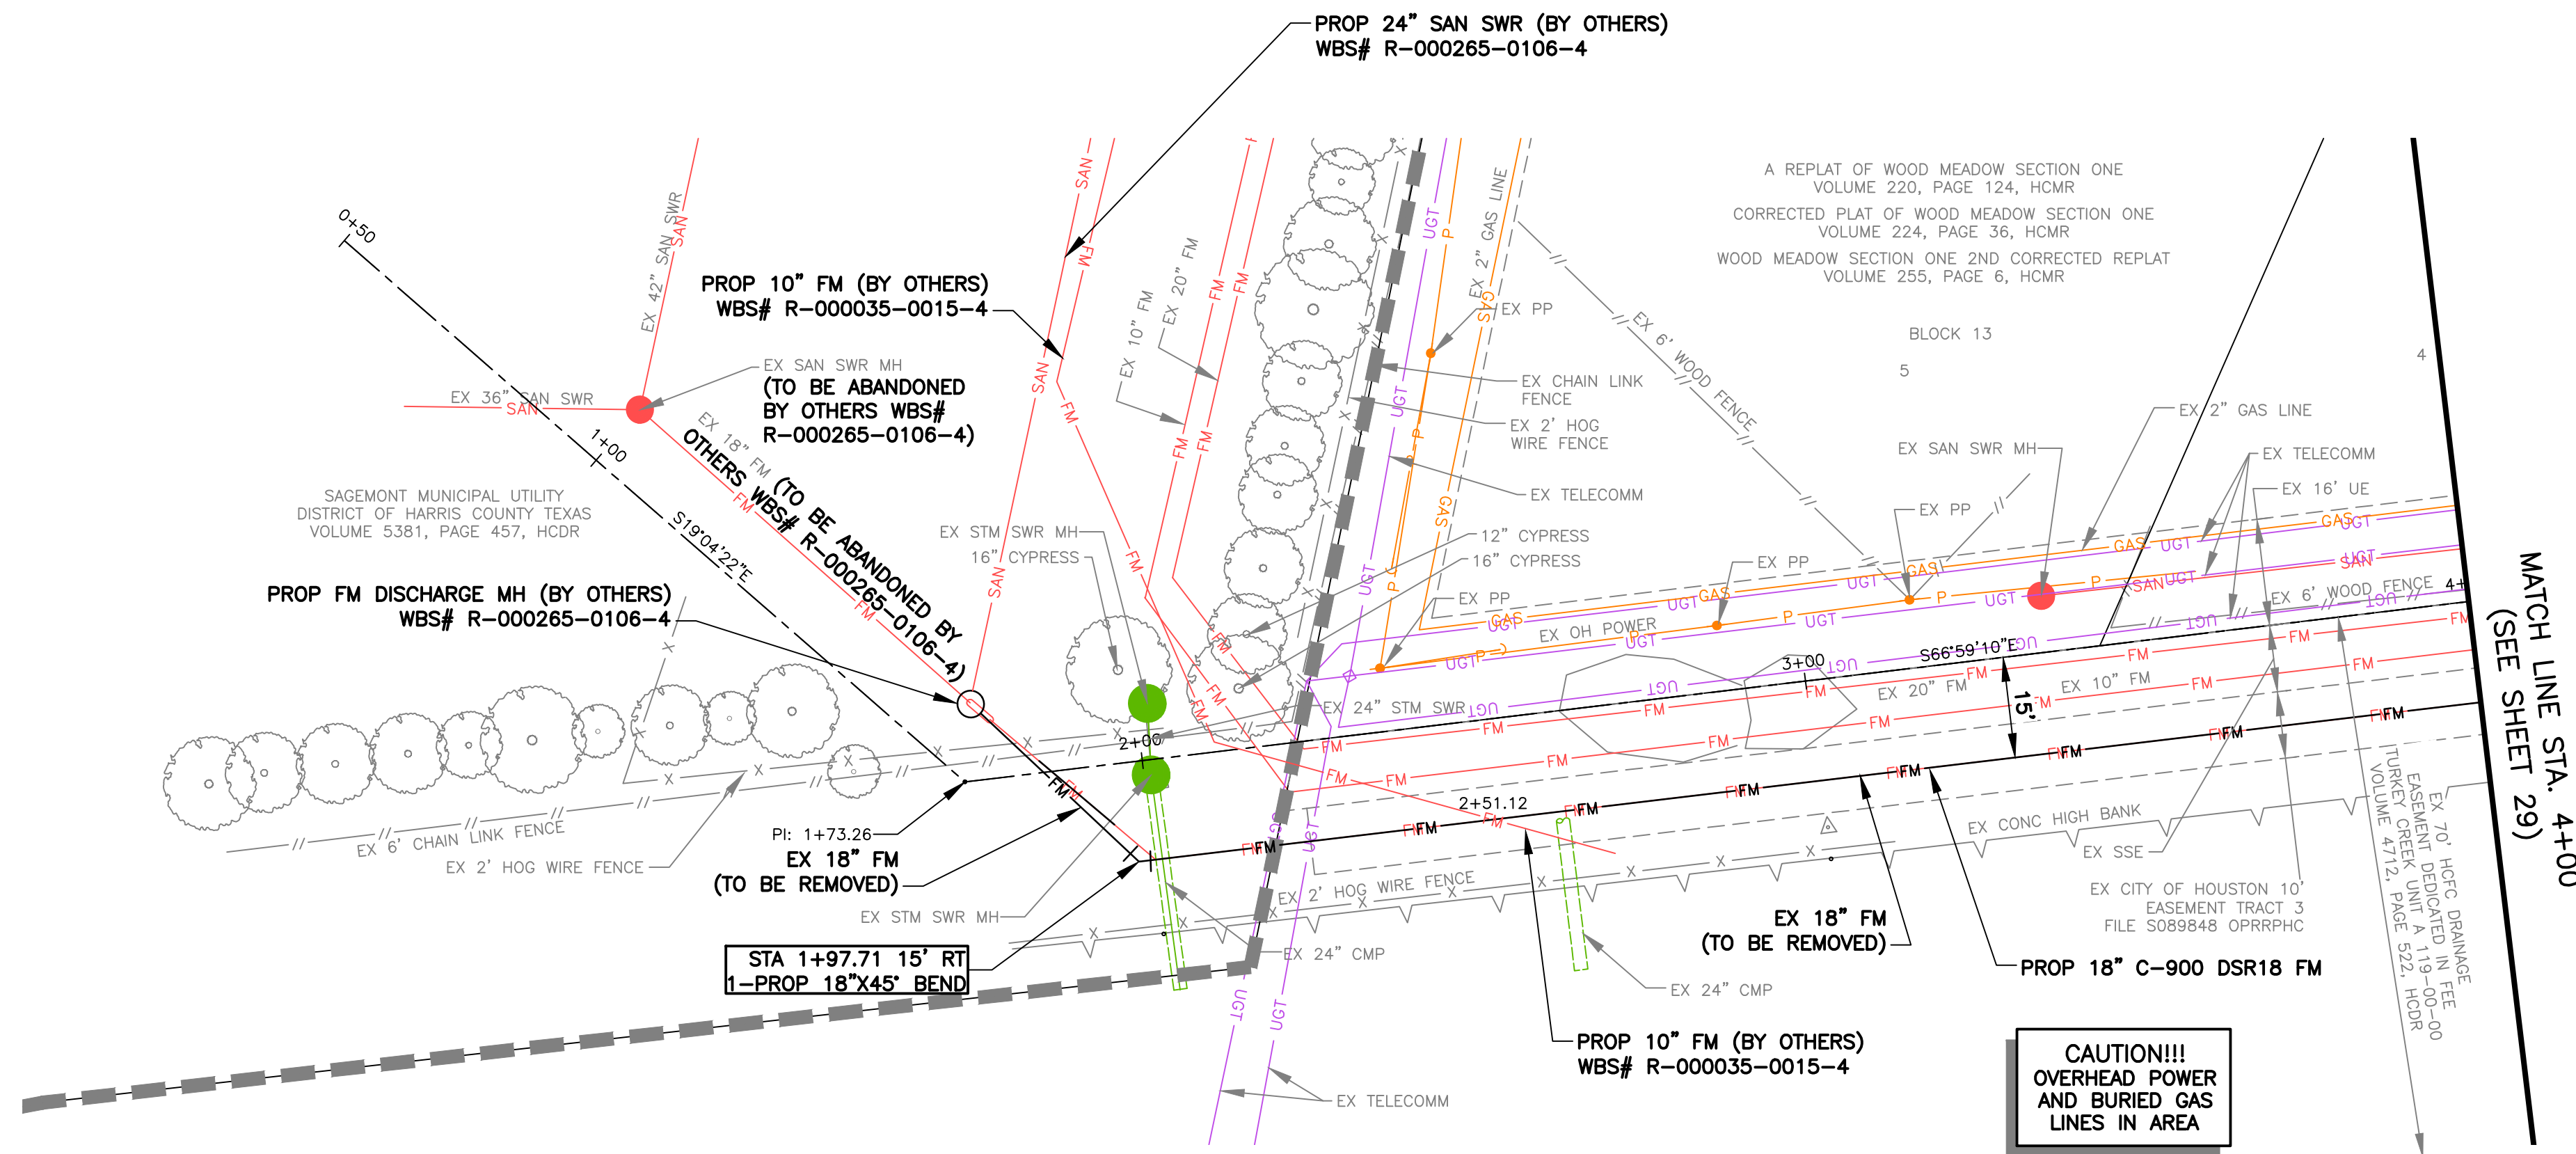 PROP 24" SAN SWR (BY OTHERS)
WBS# R-000265-0106-4
A REPLAT OF WOOD MEADOW SECTION ONE
VOLUME 220, PAGE 124, HCMR
CORRECTED PLAT OF WOOD MEADOW SECTION ONE
VOLUME 224, PAGE 36, HCMR
WOOD MEADOW SECTION ONE 2ND CORRECTED REPLAT
VOLUME 255, PAGE 6, HCMR
BLOCK 13
5
4
0+50
EX 42" SAN SWR
SAN
PROP 10" FM (BY OTHERS)
WBS# R-000035-0015-4
EX 10" FM
EX 20" FM
EX 2" GAS LINE
EX PP
EX 6' WOOD FENCE
EX SAN SWR MH
(TO BE ABANDONED
BY OTHERS WBS#
R-000265-0106-4)
EX 36" SAN SWR
SAN
1+00
EX 18" FM (TO BE ABANDONED BY
OTHERS WBS# R-000265-0106-4)
EX CHAIN LINK
FENCE
EX 2' HOG
WIRE FENCE
EX TELECOMM
EX 2" GAS LINE
EX SAN SWR MH
EX TELECOMM
EX 16' UE
EX PP
SAGEMONT MUNICIPAL UTILITY
DISTRICT OF HARRIS COUNTY TEXAS
VOLUME 5381, PAGE 457, HCDR
S19°04'22"E
EX STM SWR MH
16" CYPRESS
12" CYPRESS
16" CYPRESS
EX PP
EX PP
EX OH POWER
EX 6' WOOD FENCE
4+
PROP FM DISCHARGE MH (BY OTHERS)
WBS# R-000265-0106-4
S66°59'10"E
3+00
EX 20" FM
EX 10" FM
15'
EX 24" STM SWR
2+00
MATCH LINE STA. 4+00
(SEE SHEET 29)
PI: 1+73.26
EX 18" FM
(TO BE REMOVED)
2+51.12
EX CONC HIGH BANK
EX 6' CHAIN LINK FENCE
EX 2' HOG WIRE FENCE
EX 2' HOG WIRE FENCE
EX SSE
EX STM SWR MH
EX 18" FM
(TO BE REMOVED)
EX CITY OF HOUSTON 10'
EASEMENT TRACT 3
FILE S089848 OPRRPHC
EX 70' HCFC DRAINAGE
EASEMENT DEDICATED IN FEE
TURKEY CREEK UNIT A 119-00-00
VOLUME 4712, PAGE 522, HCDR
STA 1+97.71 15' RT
1-PROP 18"X45° BEND
EX 24" CMP
EX 24" CMP
PROP 18" C-900 DSR18 FM
PROP 10" FM (BY OTHERS)
WBS# R-000035-0015-4
EX TELECOMM
CAUTION!!!
OVERHEAD POWER
AND BURIED GAS
LINES IN AREA